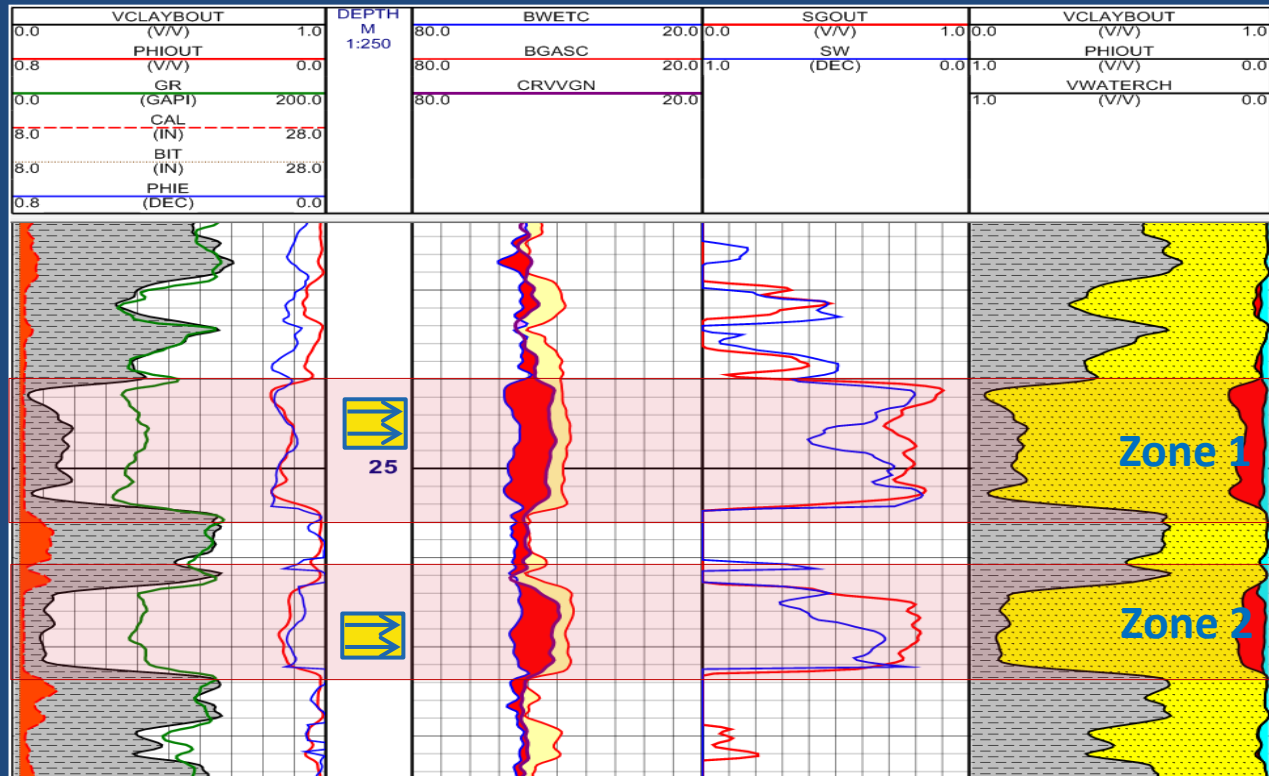 VCLAYBOUT
0.0 (V/V) 1.0
PHIOUT
0.8 (V/V) 0.0
GR
0.0 (GAPI) 200.0
CAL
8.0 (IN) 28.0
BIT
8.0 (IN) 28.0
PHIE
0.8 (DEC) 0.0
DEPTH
M
1:250
BWETC
80.0 20.0
BGASC
80.0 20.0
CRVVGN
80.0 20.0
SGOUT
0.0 (V/V) 1.0
SW
1.0 (DEC) 0.0
VCLAYBOUT
0.0 (V/V) 1.0
PHIOUT
1.0 (V/V) 0.0
VWATERCH
1.0 (V/V) 0.0
25
Zone 1
Zone 2